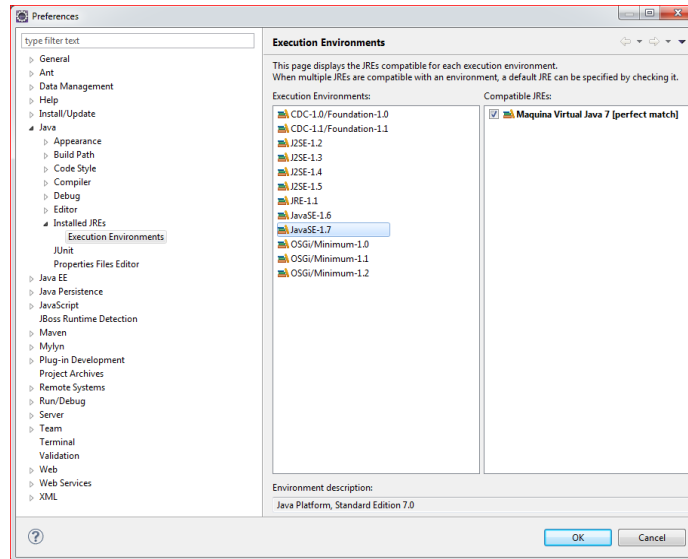 Preferences
type filter text
General
Ant
Data Management
Help
Install/Update
Java
Appearance
Build Path
Code Style
Compiler
Debug
Editor
Installed JREs
Execution Environments
JUnit
Properties Files Editor
Java EE
Java Persistence
JavaScript
JBoss Runtime Detection
Maven
Mylyn
Plug-in Development
Project Archives
Remote Systems
Run/Debug
Server
Team
Terminal
Validation
Web
Web Services
XML
Execution Environments
This page displays the JREs compatible for each execution environment.
When multiple JREs are compatible with an environment, a default JRE can be specified by checking it.
Execution Environments:
CDC-1.0/Foundation-1.0
CDC-1.1/Foundation-1.1
J2SE-1.2
J2SE-1.3
J2SE-1.4
J2SE-1.5
JRE-1.1
JavaSE-1.6
JavaSE-1.7
OSGi/Minimum-1.0
OSGi/Minimum-1.1
OSGi/Minimum-1.2
Compatible JREs:
Maquina Virtual Java 7 [perfect match]
Environment description:
Java Platform, Standard Edition 7.0
OK
Cancel